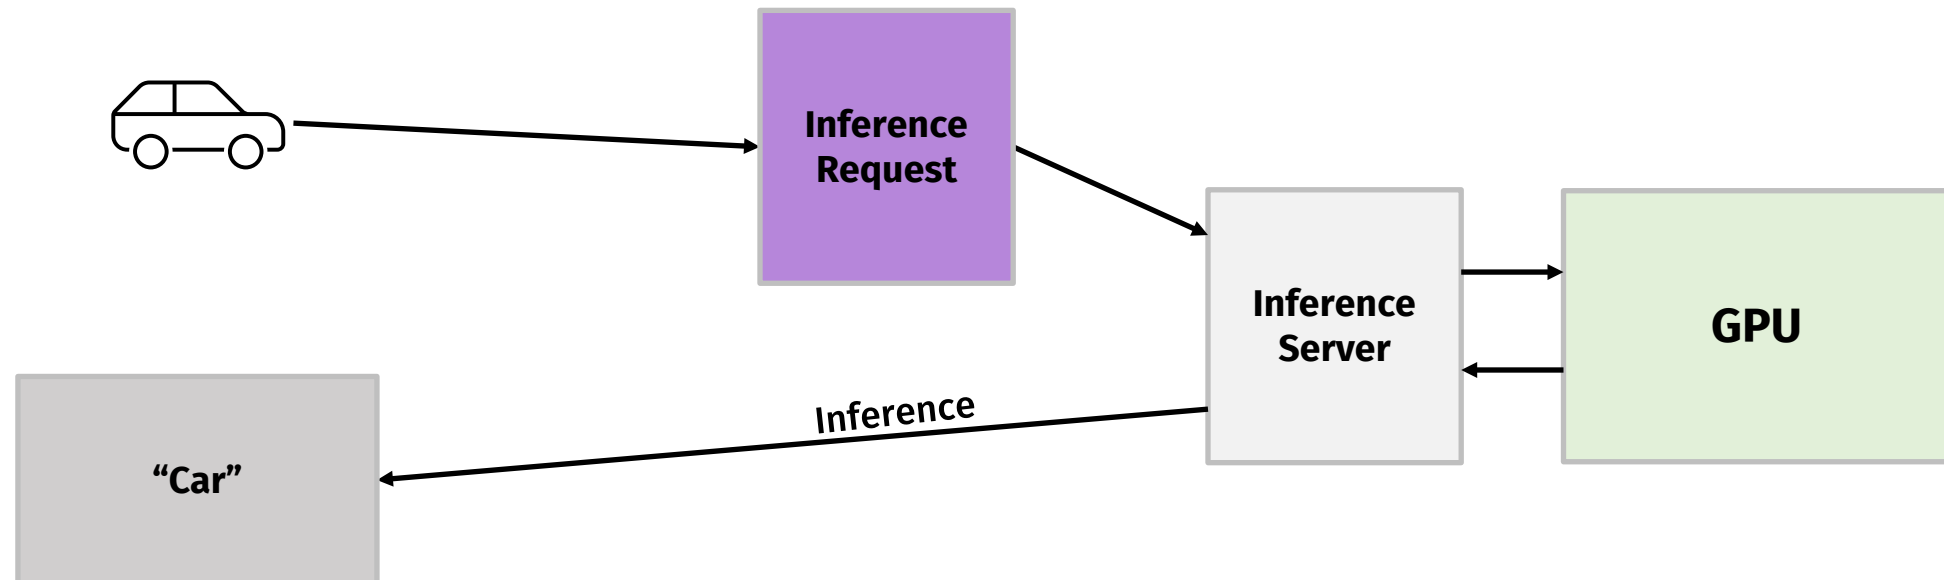 Inference
Request
Inference
Server
GPU
Inference
“Car”